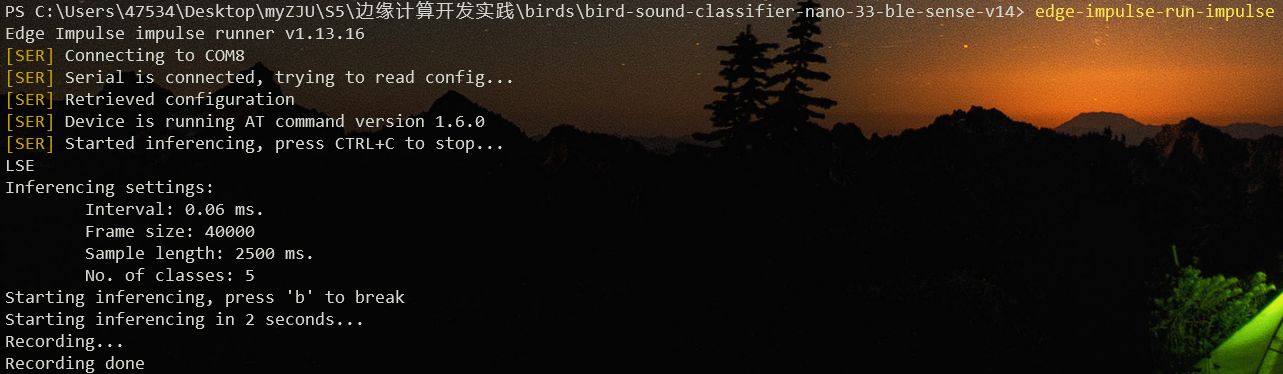 PS C:\Users\47534\Desktop\myZJU\S5\边缘计算开发实践\birds\bird-sound-classifier-nano-33-ble-sense-v14> edge-impulse-run-impulse
Edge Impulse impulse runner v1.13.16
[SER] Connecting to COM8
[SER] Serial is connected, trying to read config...
[SER] Retrieved configuration
[SER] Device is running AT command version 1.6.0
[SER] Started inferencing, press CTRL+C to stop...
LSE
Inferencing settings:
        Interval: 0.06 ms.
        Frame size: 40000
        Sample length: 2500 ms.
        No. of classes: 5
Starting inferencing, press 'b' to break
Starting inferencing in 2 seconds...
Recording...
Recording done